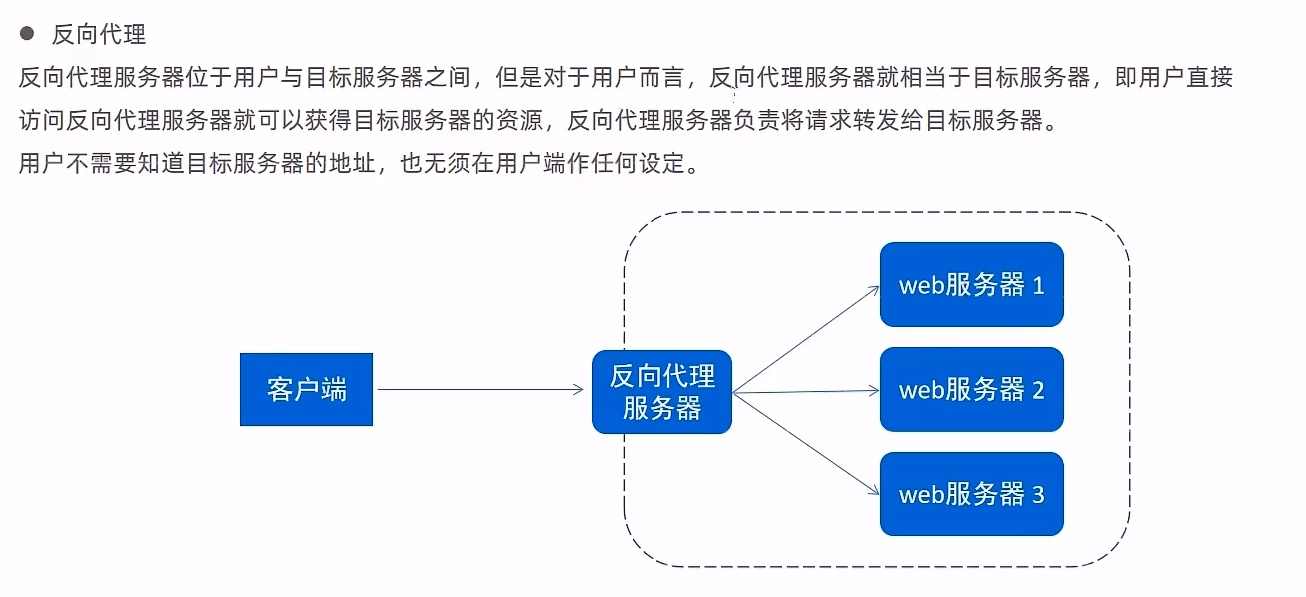 ● 反向代理
反向代理服务器位于用户与目标服务器之间，但是对于用户而言，反向代理服务器就相当于目标服务器，即用户直接
访问反向代理服务器就可以获得目标服务器的资源，反向代理服务器负责将请求转发给目标服务器。
用户不需要知道目标服务器的地址，也无须在用户端作任何设定。
客户端
反向代理
服务器
web服务器 1
web服务器 2
web服务器 3